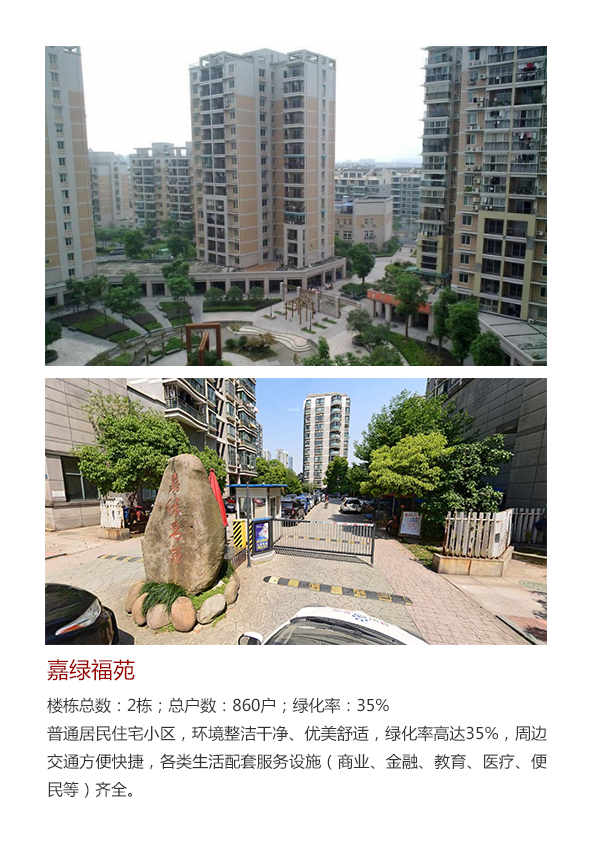 嘉绿福苑
楼栋总数：2栋；总户数：860户；绿化率：35%
普通居民住宅小区，环境整洁干净、优美舒适，绿化率高达35%，周边
交通方便快捷，各类生活配套服务设施（商业、金融、教育、医疗、便
民等）齐全。